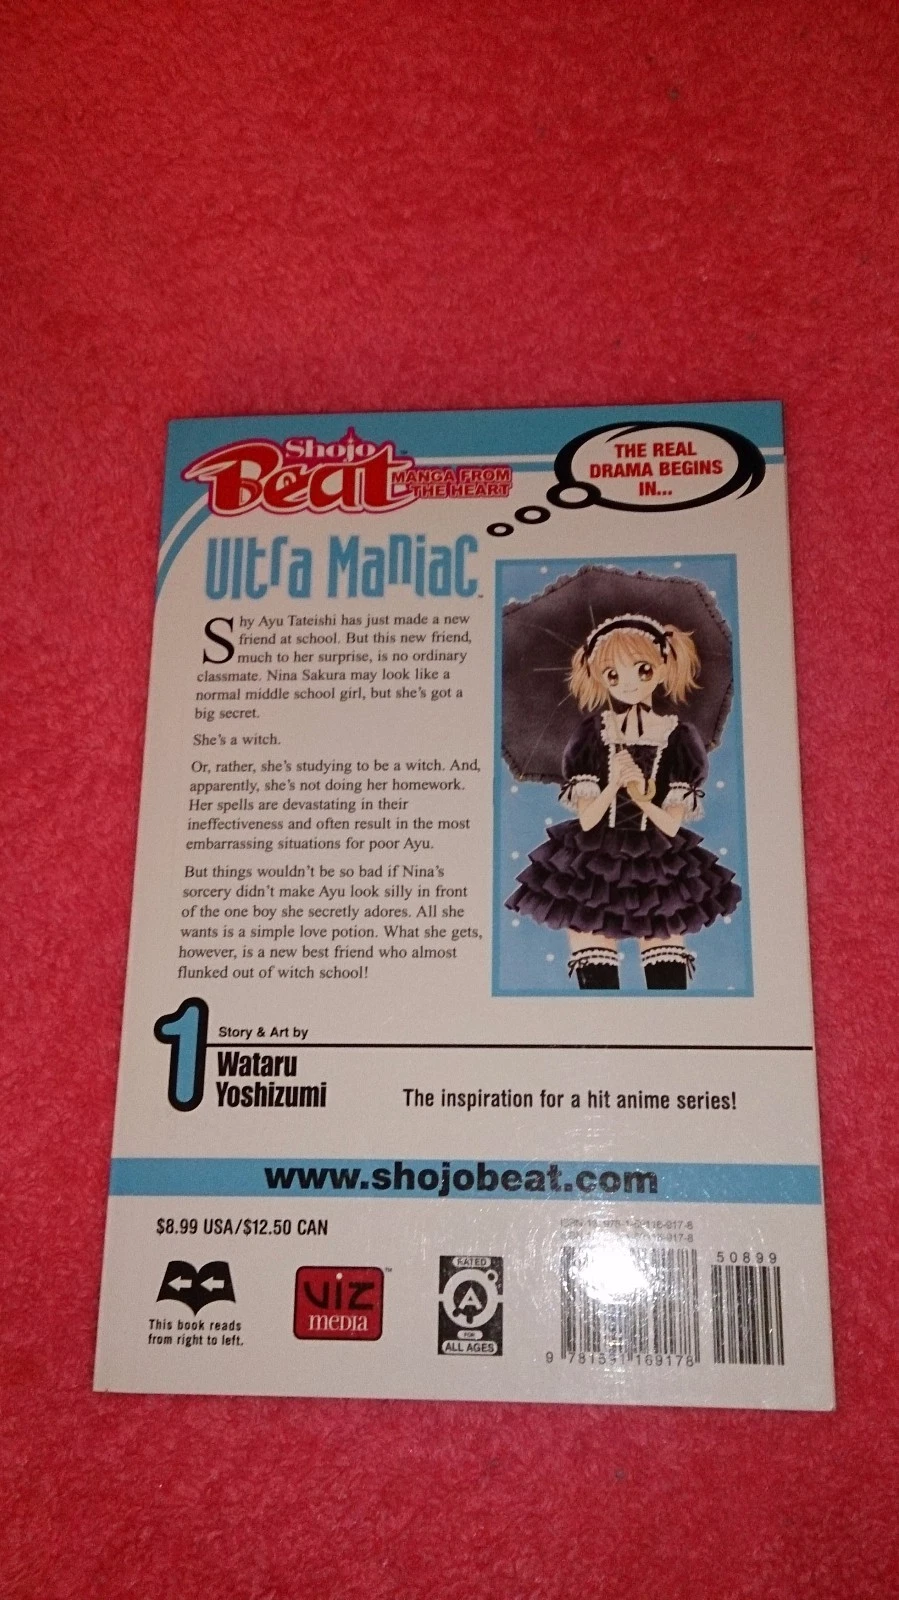 Shojo
Beat
MANGA FROM
THE HEART
THE REAL
DRAMA BEGINS
IN...
Ultra Maniac
Shy Ayu Tateishi has just made a new
friend at school. But this new friend,
much to her surprise, is no ordinary
classmate. Nina Sakura may look like a
normal middle school girl, but she's got a
big secret.
She's a witch.
Or, rather, she's studying to be a witch. And,
apparently, she's not doing her homework.
Her spells are devastating in their
ineffectiveness and often result in the most
embarrassing situations for poor Ayu.
But things wouldn't be so bad if Nina's
sorcery didn't make Ayu look silly in front
of the one boy she secretly adores. All she
wants is a simple love potion. What she gets,
however, is a new best friend who almost
flunked out of witch school!
1
Story & Art by
Wataru
Yoshizumi
The inspiration for a hit anime series!
www.shojobeat.com
$8.99 USA/$12.50 CAN
This book reads
from right to left.
VIZ
MEDIA
RATED
A
FOR
ALL AGES
50899
9 781591 169178